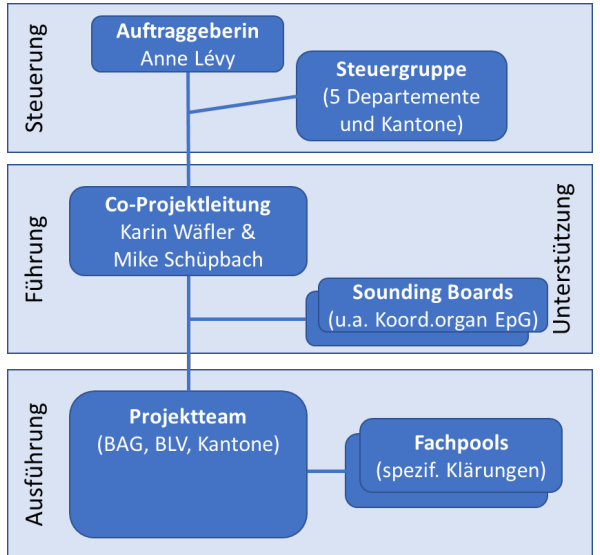 Steuerung
Auftraggeberin
Anne Lévy
Steuergruppe
(5 Departemente
und Kantone)
Führung
Co-Projektleitung
Karin Wäfler &
Mike Schüpbach
Sounding Boards
(u.a. Koord.organ EpG)
Unterstützung
Ausführung
Projektteam
(BAG, BLV, Kantone)
Fachpools
(spezif. Klärungen)